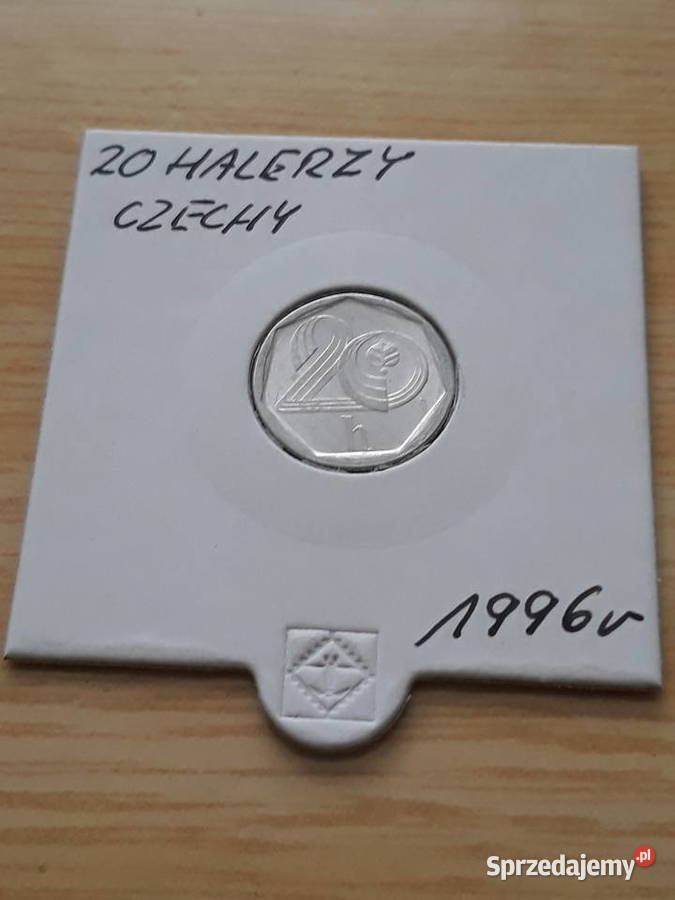 20 HALERZY
CZECHY
20
h
1996r
Sprzedajemy.pl